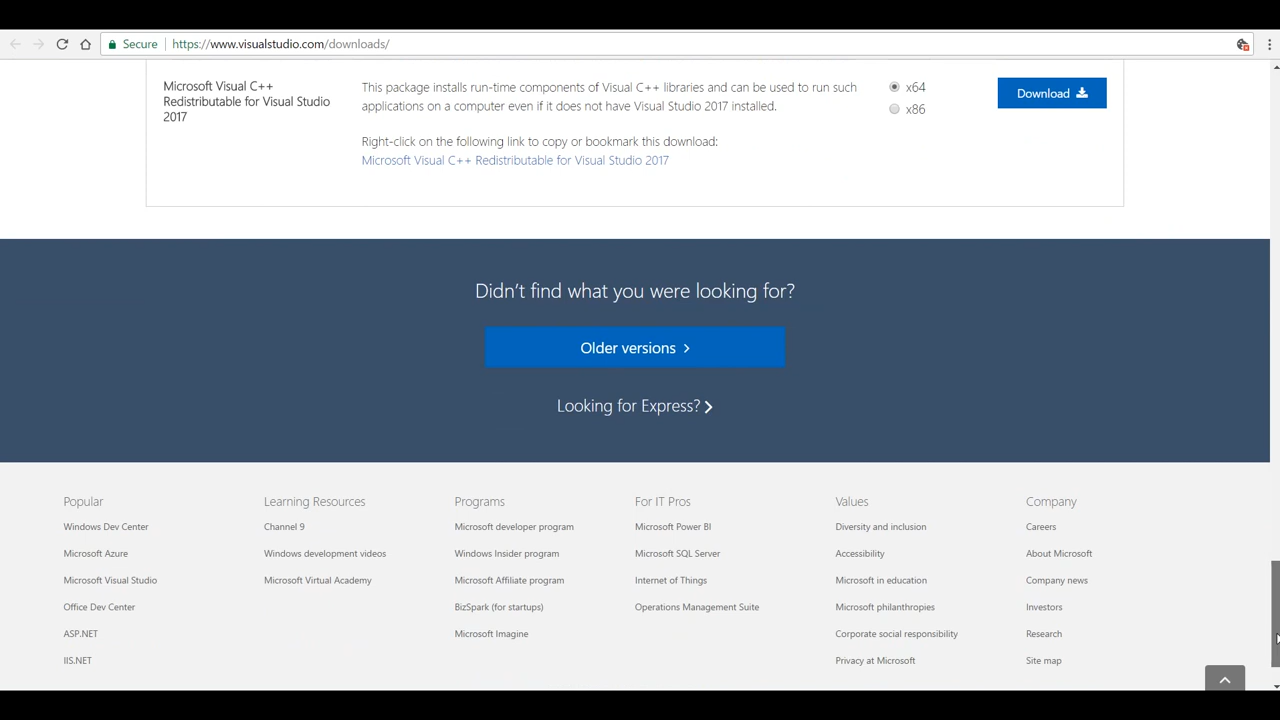 Secure https://www.visualstudio.com/downloads/
Microsoft Visual C++
Redistributable for Visual Studio
2017
This package installs run-time components of Visual C++ libraries and can be used to run such
applications on a computer even if it does not have Visual Studio 2017 installed.
Right-click on the following link to copy or bookmark this download:
Microsoft Visual C++ Redistributable for Visual Studio 2017
x64
x86
Download
Didn't find what you were looking for?
Older versions
Looking for Express?
Popular
Windows Dev Center
Microsoft Azure
Microsoft Visual Studio
Office Dev Center
ASP.NET
IIS.NET
Learning Resources
Channel 9
Windows development videos
Microsoft Virtual Academy
Programs
Microsoft developer program
Windows Insider program
Microsoft Affiliate program
BizSpark (for startups)
Microsoft Imagine
For IT Pros
Microsoft Power BI
Microsoft SQL Server
Internet of Things
Operations Management Suite
Values
Diversity and inclusion
Accessibility
Microsoft in education
Microsoft philanthropies
Corporate social responsibility
Privacy at Microsoft
Company
Careers
About Microsoft
Company news
Investors
Research
Site map